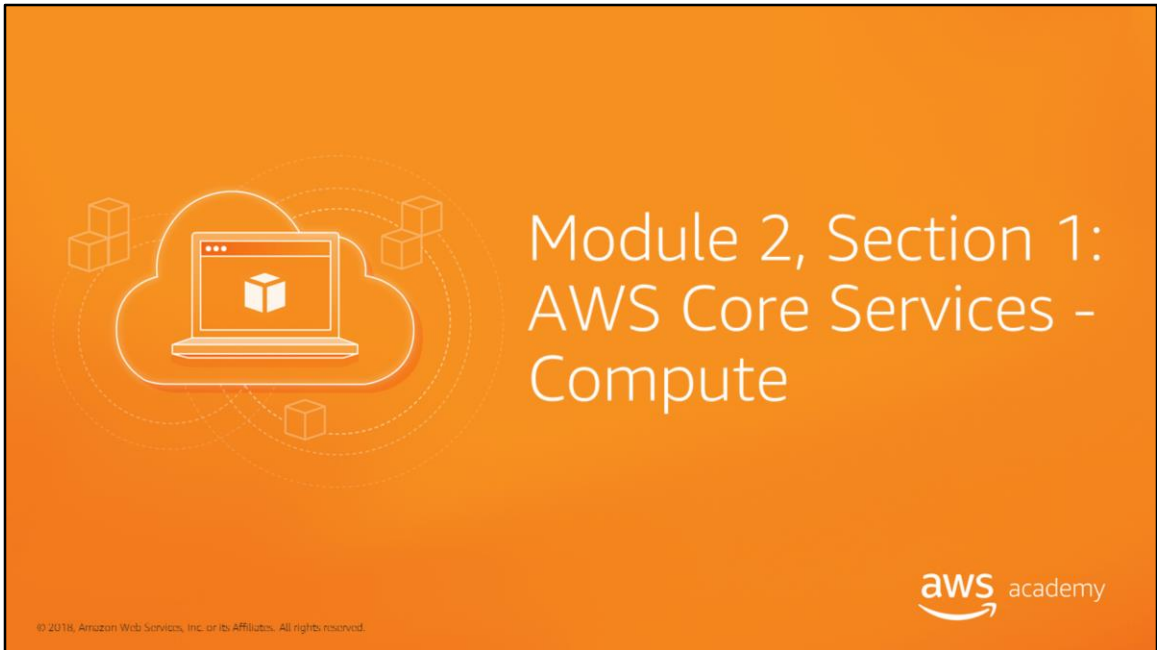 Module 2, Section 1:
AWS Core Services -
Compute
aws academy
© 2018, Amazon Web Services, Inc. or its Affiliates. All rights reserved.